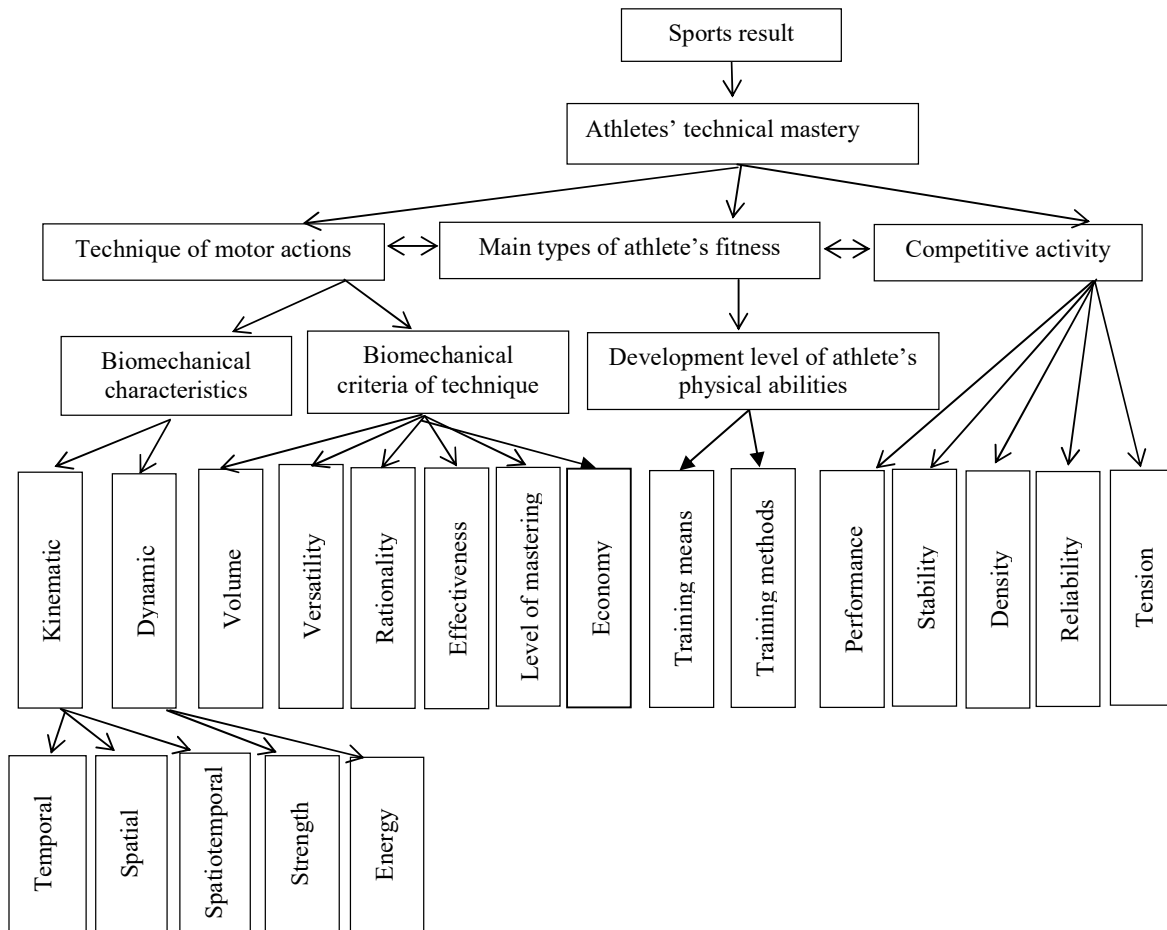 Sports result
Athletes’ technical mastery
Technique of motor actions
Main types of athlete’s fitness
Competitive activity
Biomechanical
characteristics
Biomechanical
criteria of technique
Development level of athlete’s
physical abilities
Kinematic
Dynamic
Volume
Versatility
Rationality
Effectiveness
Level of mastering
Economy
Training means
Training methods
Performance
Stability
Density
Reliability
Tension
Temporal
Spatial
Spatiotemporal
Strength
Energy